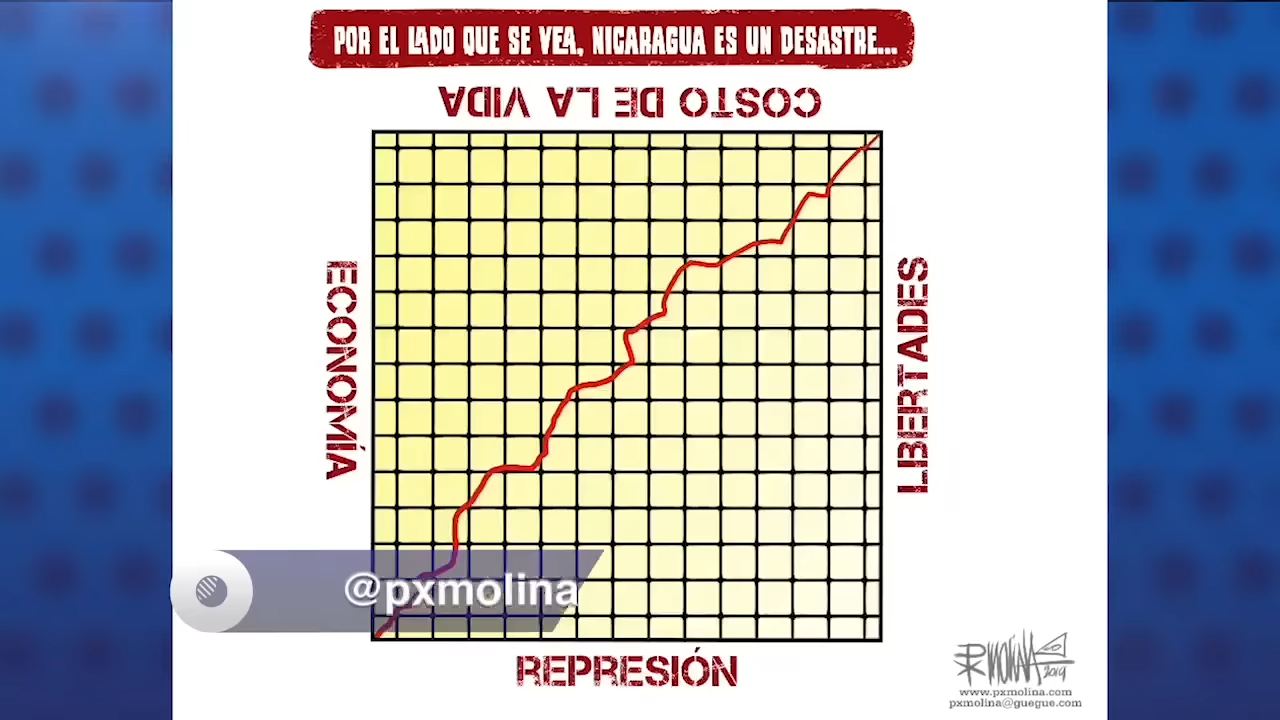 POR EL LADO QUE SE VEA, NICARAGUA ES UN DESASTRE...
COSTO DE LA VIDA
ECONOMÍA
LIBERTADES
@pxmolina
REPRESIÓN
PXMOLINA
2019
www.pxmolina.com
pxmolina@guegue.com